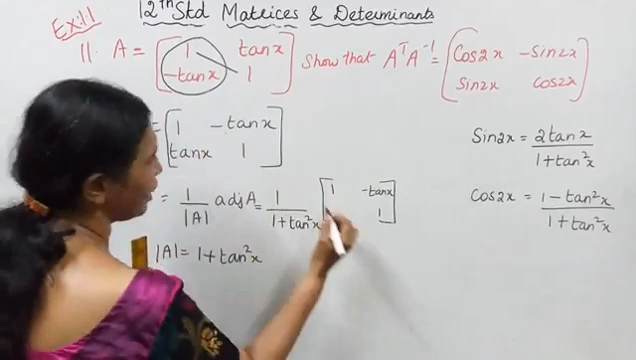 12th Std Matrices & Determinants
Ex: 1.1
11. A = [ 1 tanx ; -tanx 1 ] Show that AᵀA⁻¹ = [ Cos2x -Sin2x ; Sin2x Cos2x ]
= [ 1 -tanx ; tanx 1 ]
Sin2x = 2tanx / 1+tan²x
= 1/|A| adj A = 1/1+tan²x [ 1 -tanx ; 1 ]
Cos2x = 1-tan²x / 1+tan²x
|A| = 1+tan²x